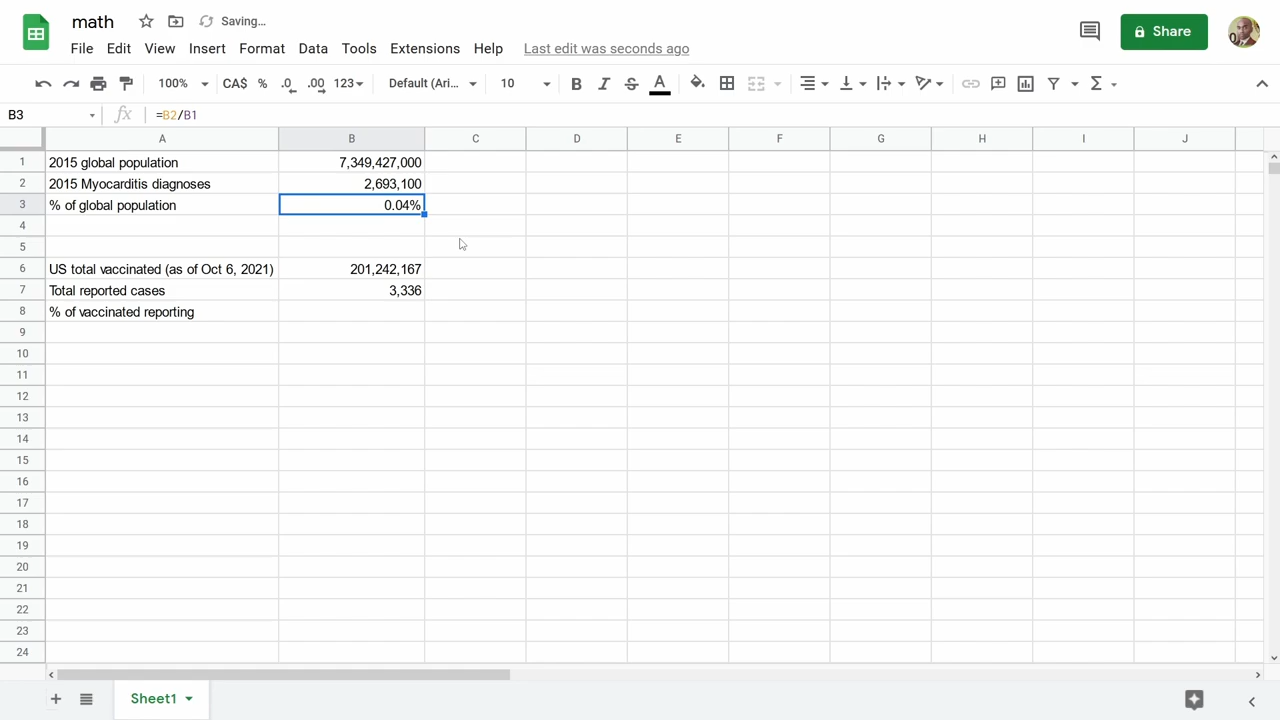 math Saving...
File Edit View Insert Format Data Tools Extensions Help Last edit was seconds ago
Share
100% CA$ % .0 .00 123 Default (Ari... 10 B I S A Σ
B3 fx =B2/B1
A B C D E F G H I J
1 2015 global population 7,349,427,000
2 2015 Myocarditis diagnoses 2,693,100
3 % of global population 0.04%
4
5
6 US total vaccinated (as of Oct 6, 2021) 201,242,167
7 Total reported cases 3,336
8 % of vaccinated reporting
9
10
11
12
13
14
15
16
17
18
19
20
21
22
23
24
Sheet1